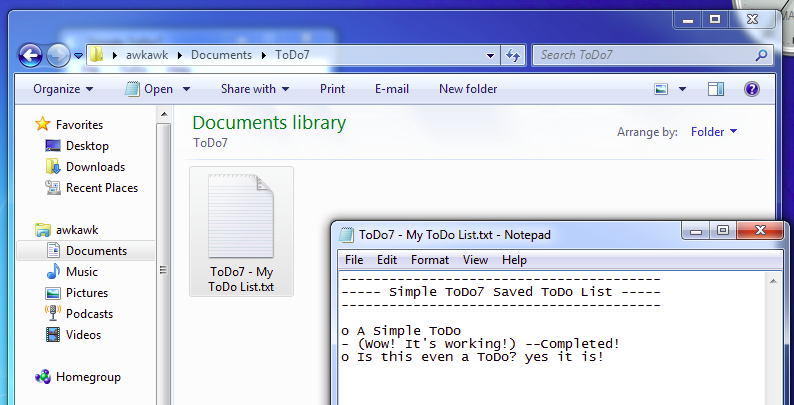 awkawk Documents ToDo7
Search ToDo7
Organize Open Share with Print E-mail New folder
Favorites
Desktop
Downloads
Recent Places
awkawk
Documents
Music
Pictures
Podcasts
Videos
Homegroup
Documents library
ToDo7
Arrange by: Folder
ToDo7 - My
ToDo List.txt
ToDo7 - My ToDo List.txt - Notepad
File Edit Format View Help
----------------------------------------
----- Simple ToDo7 Saved ToDo List -----
----------------------------------------
o A Simple ToDo
- (Wow! It's working!) --Completed!
o Is this even a ToDo? yes it is!